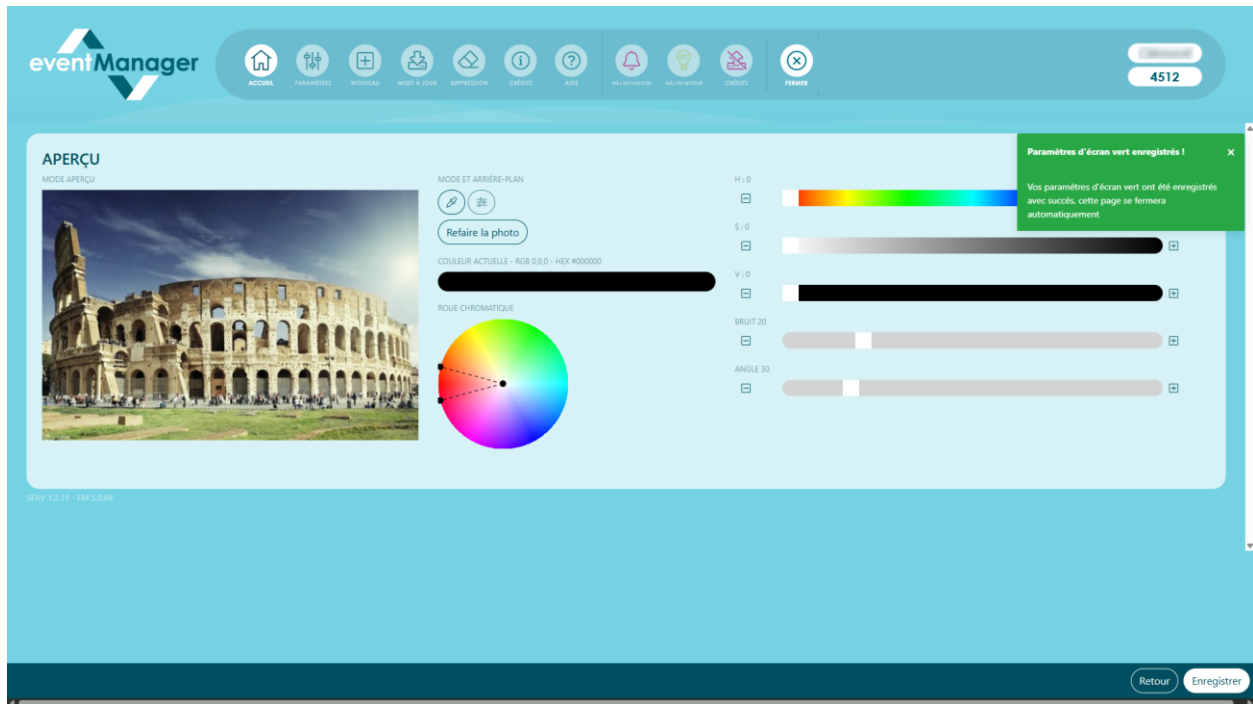 eventManager
ACCUEIL
PARAMÈTRES
NOUVEAU
MISES À JOUR
SUPPRESSION
CRÉDITS
AIDE
CRÉDITS
FERMER
4512
APERÇU
MODE APERÇU
MODE ET ARRIÈRE-PLAN
Refaire la photo
COULEUR ACTUELLE - RGB 0,0,0 - HEX #000000
ROUE CHROMATIQUE
H : 0
S : 0
V : 0
BRUIT 20
ANGLE 30
Paramètres d'écran vert enregistrés !
Vos paramètres d'écran vert ont été enregistrés
avec succès, cette page se fermera
automatiquement
SERV 1.2.15 - EM 5.0.69
Retour
Enregistrer